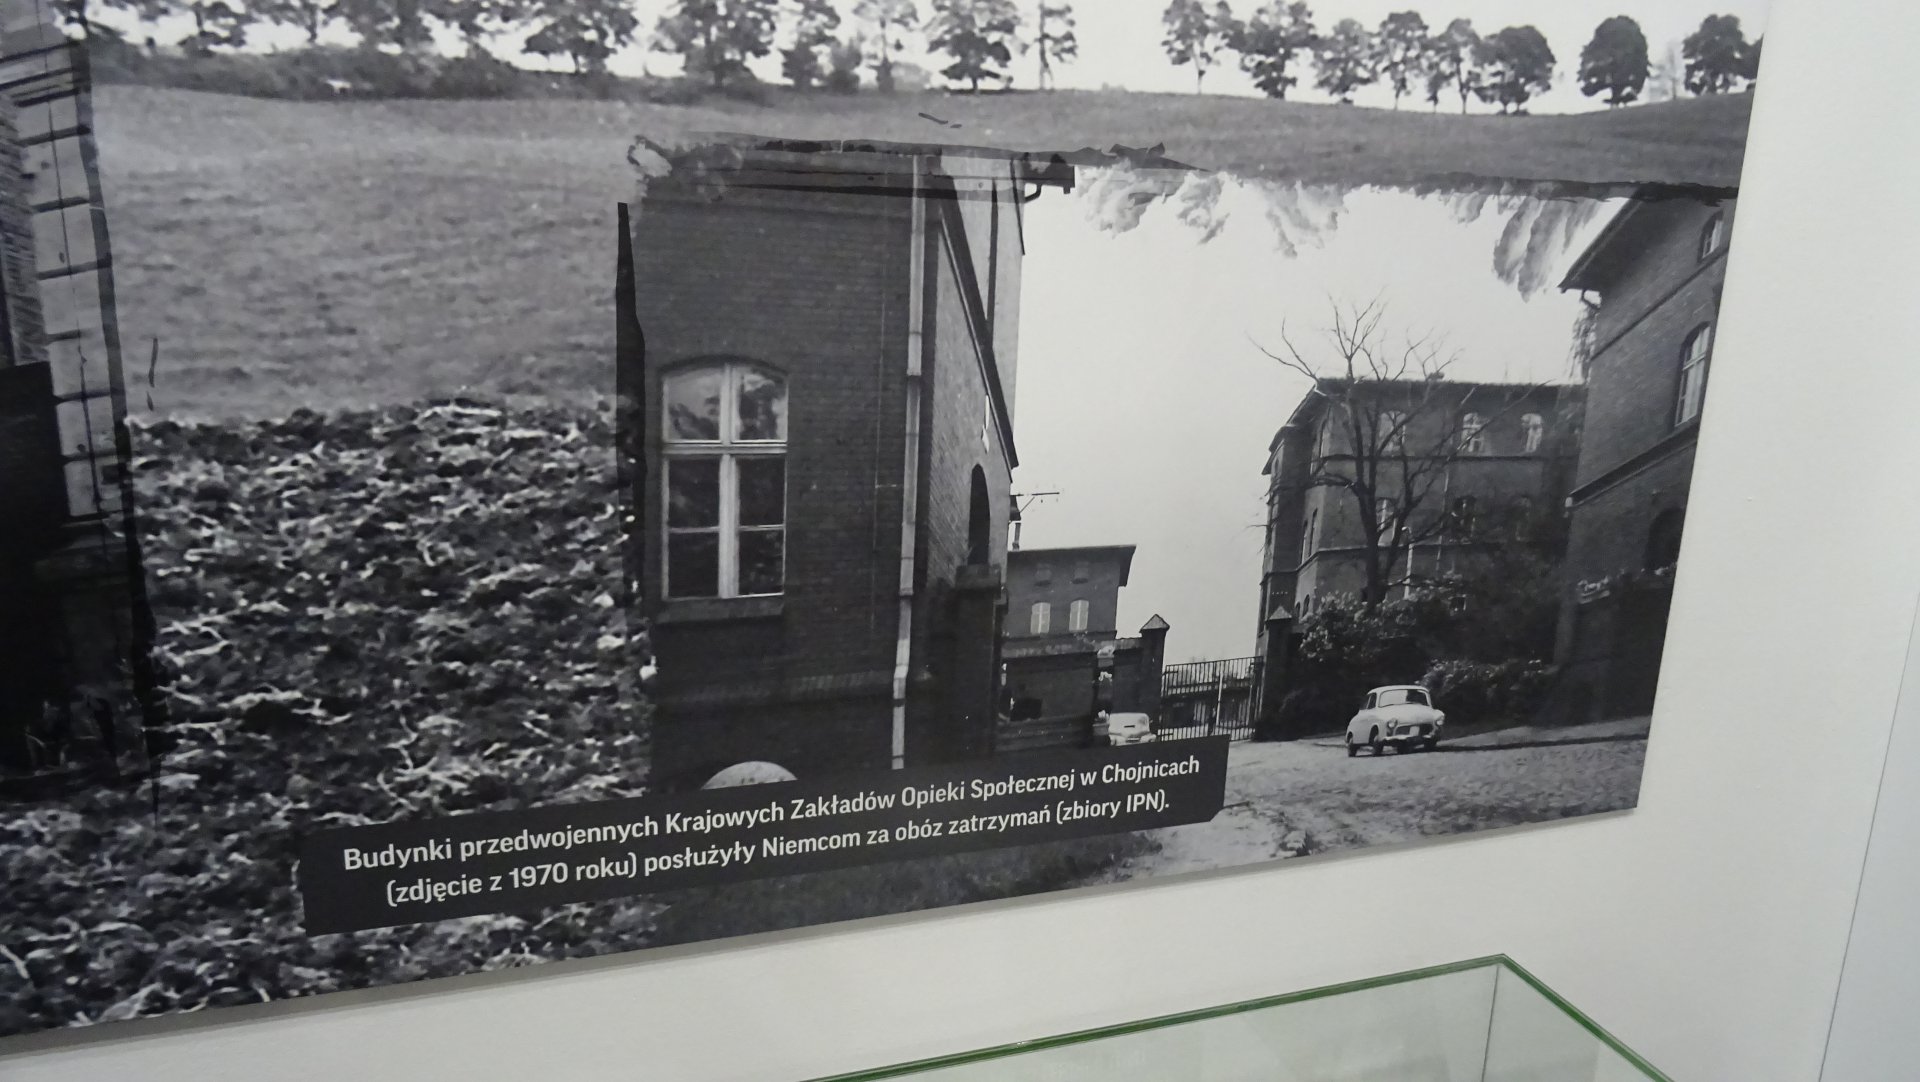 Budynki przedwojennych Krajowych Zakładów Opieki Społecznej w Chojnicach
(zdjęcie z 1970 roku) posłużyły Niemcom za obóz zatrzymań (zbiory IPN).